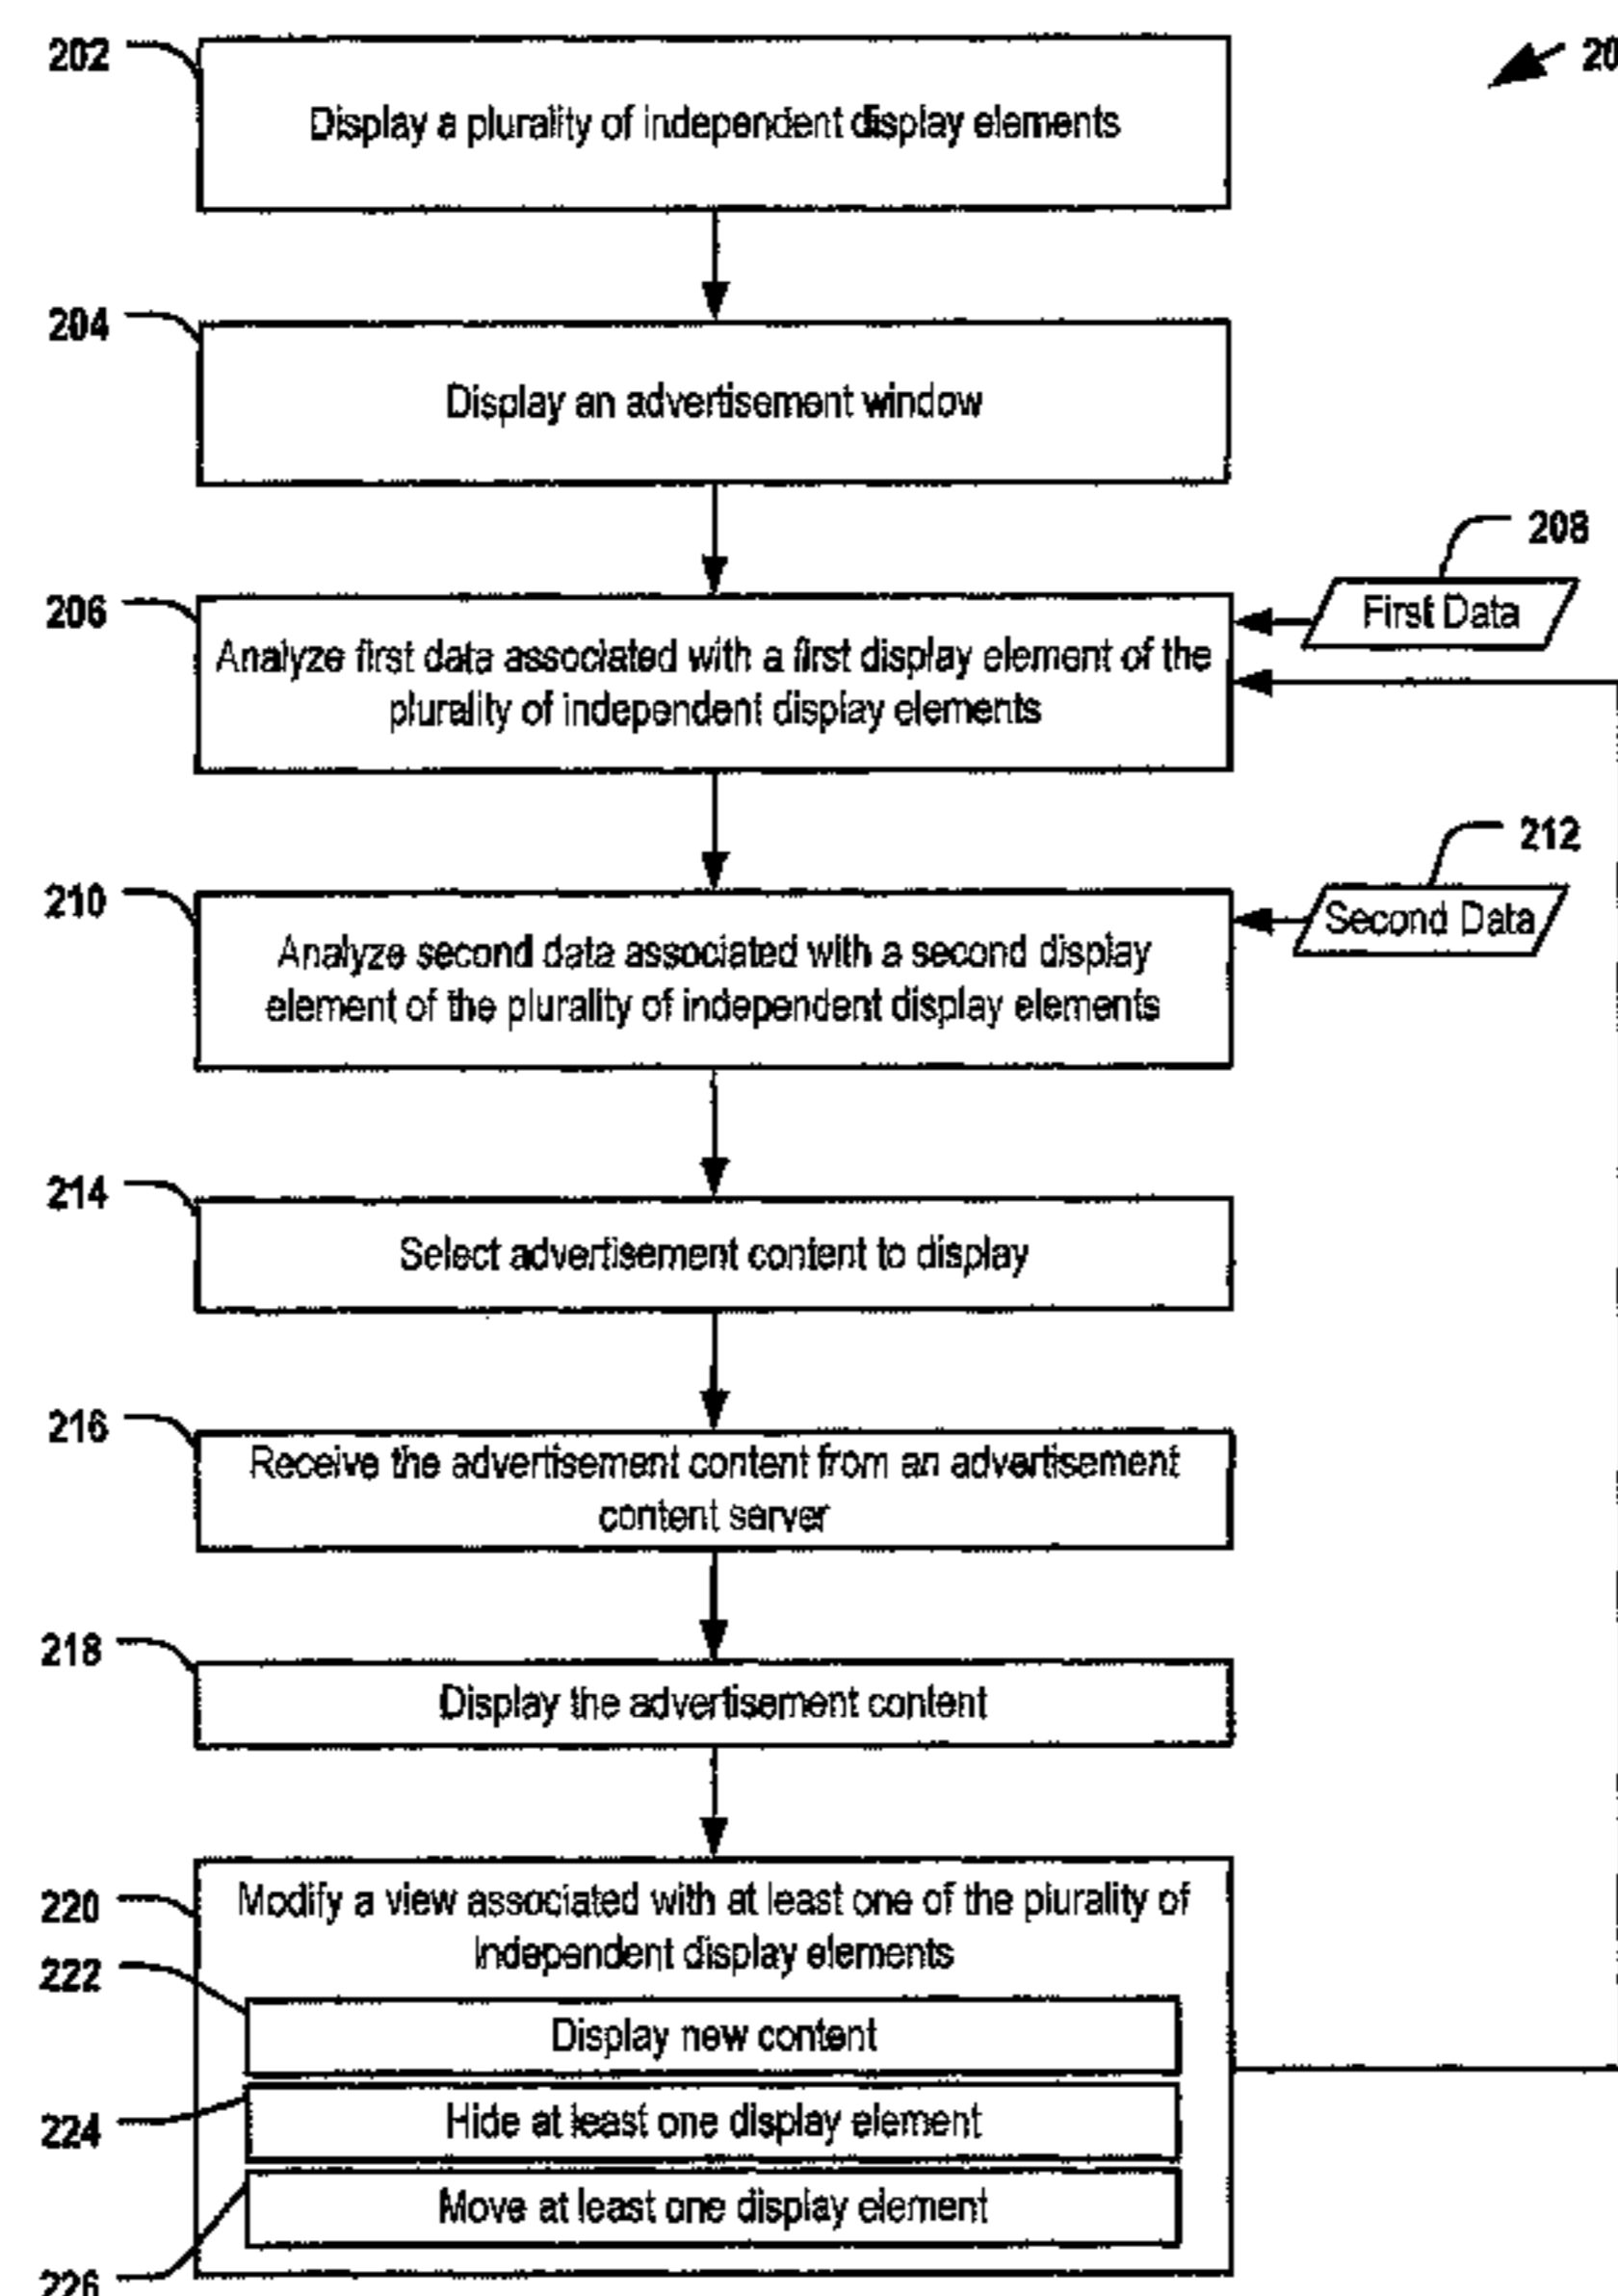 202
20
Display a plurality of independent display elements
204
Display an advertisement window
208
206
First Data
Analyze first data associated with a first display element of the
plurality of independent display elements
212
210
Second Data
Analyze second data associated with a second display
element of the plurality of independent display elements
214
Select advertisement content to display
216
Receive the advertisement content from an advertisement
content server
218
Display the advertisement content
220
Modify a view associated with at least one of the plurality of
independent display elements
222
Display new content
224
Hide at least one display element
Move at least one display element
226